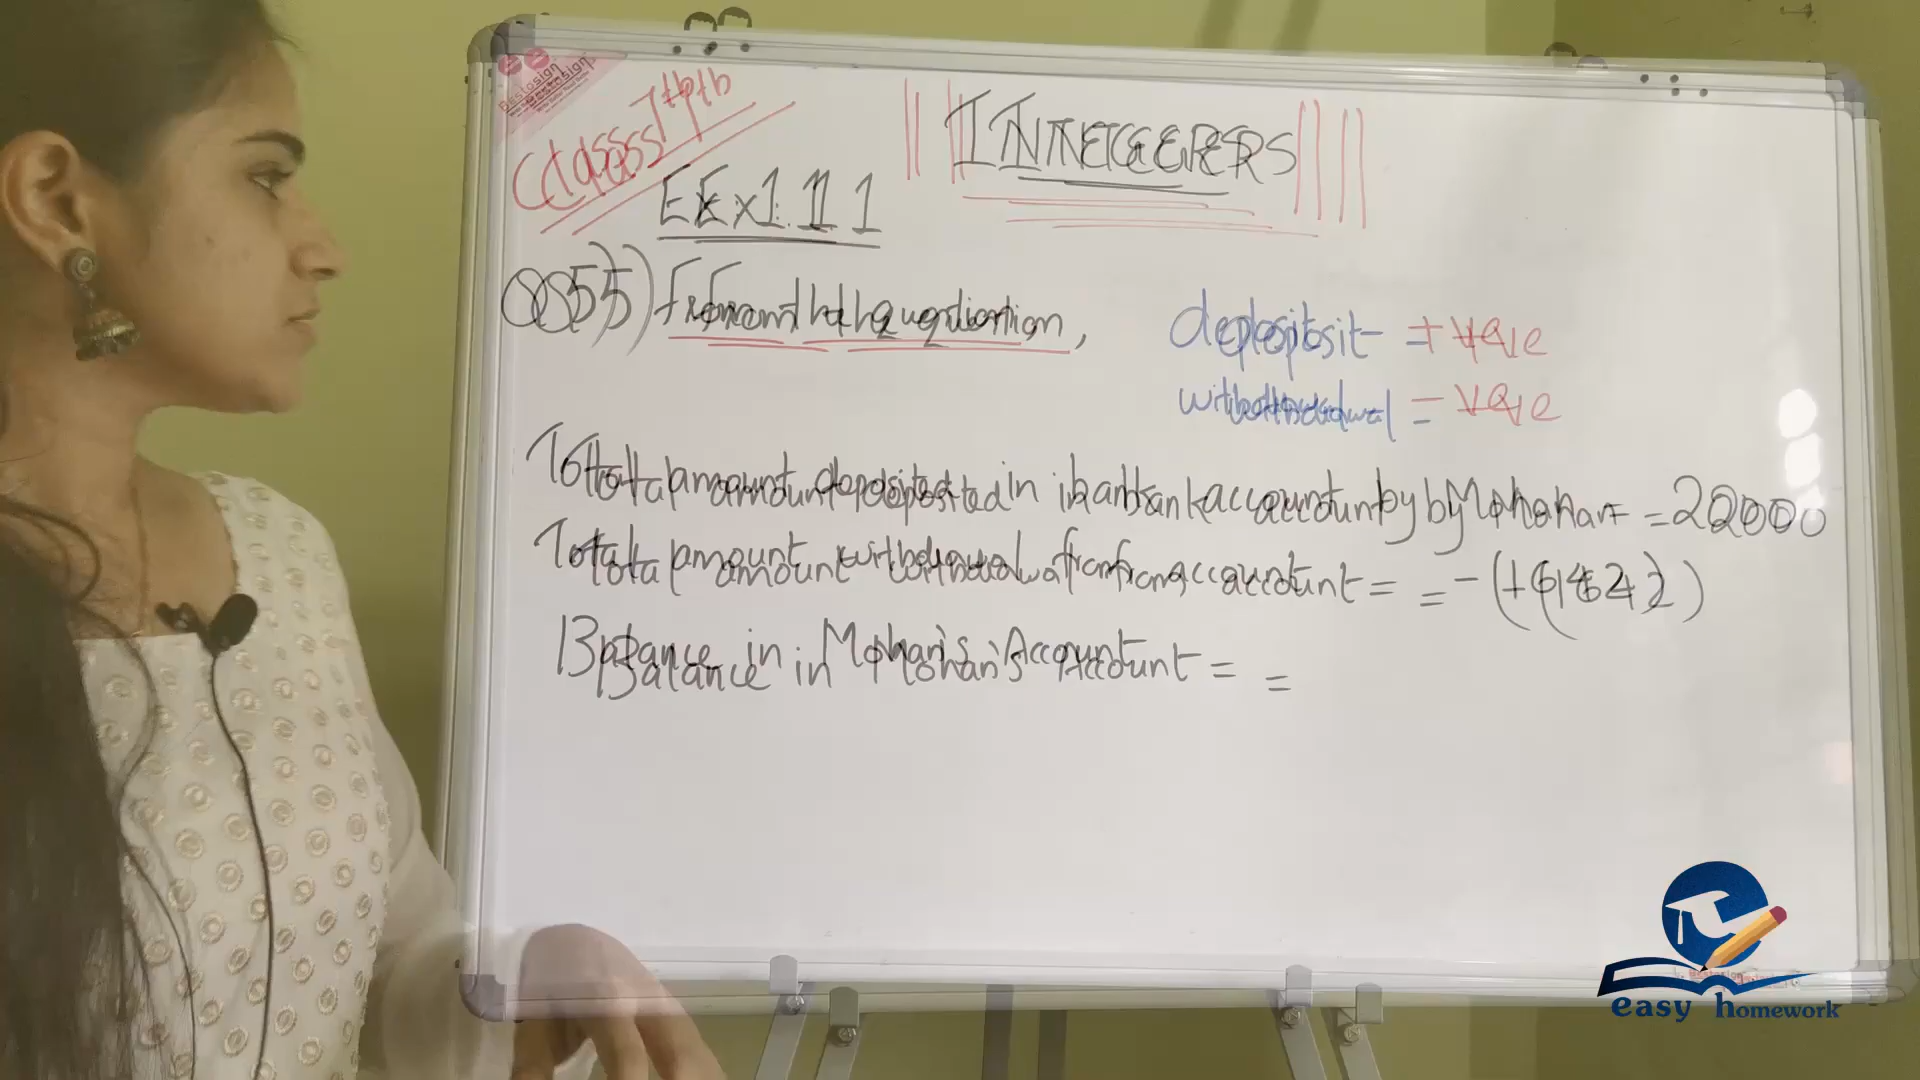 Class 7th
INTEGERS
Ex 1.1
Q5) From the question,
deposit = +ve
withdrawal = -ve
Total amount deposited in bank account by Mohan = 2000
Total amount withdrawal from account = -(1642)
Balance in Mohan's Account =
easy homework